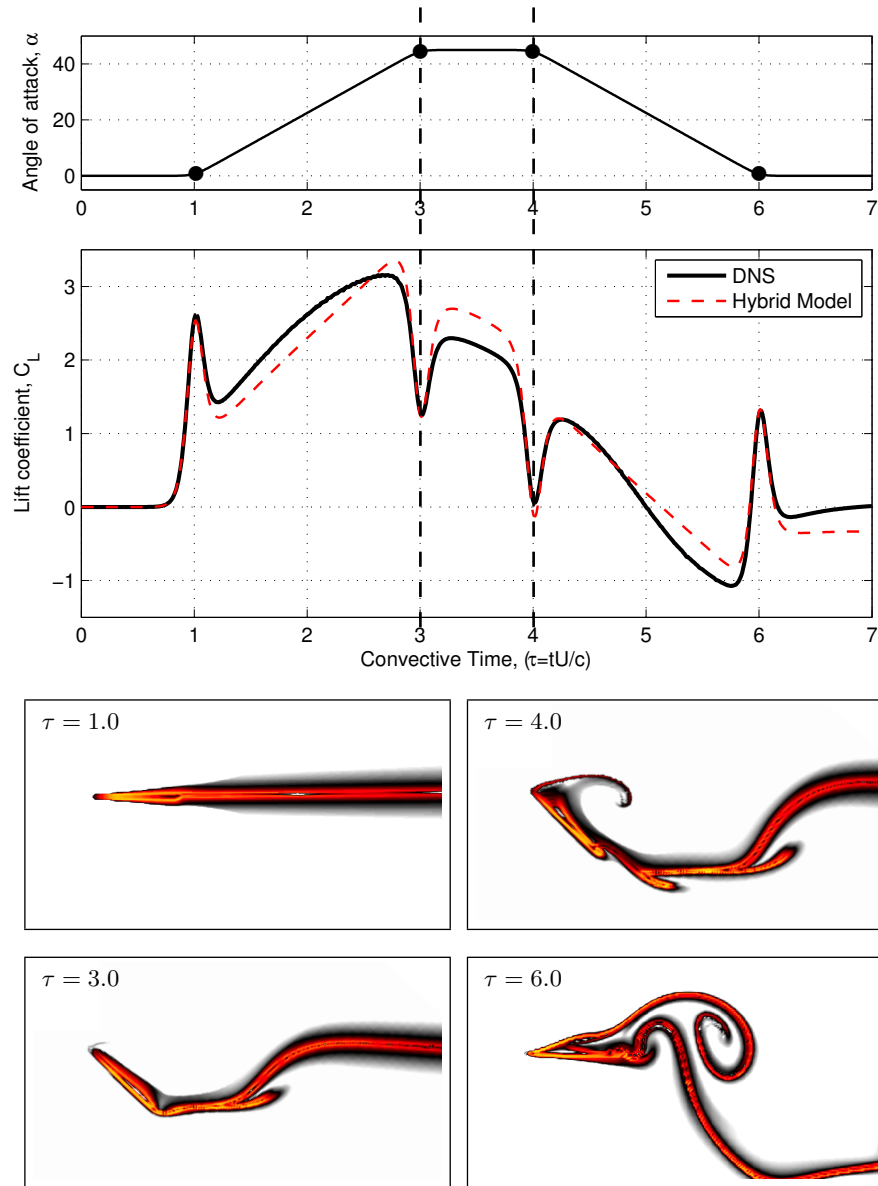 Angle of attack, α
40
20
0
0 1 2 3 4 5 6 7
Lift coefficient, C_L
3
2
1
0
−1
DNS
Hybrid Model
0 1 2 3 4 5 6 7
Convective Time, (τ=tU/c)
τ = 1.0
τ = 4.0
τ = 3.0
τ = 6.0